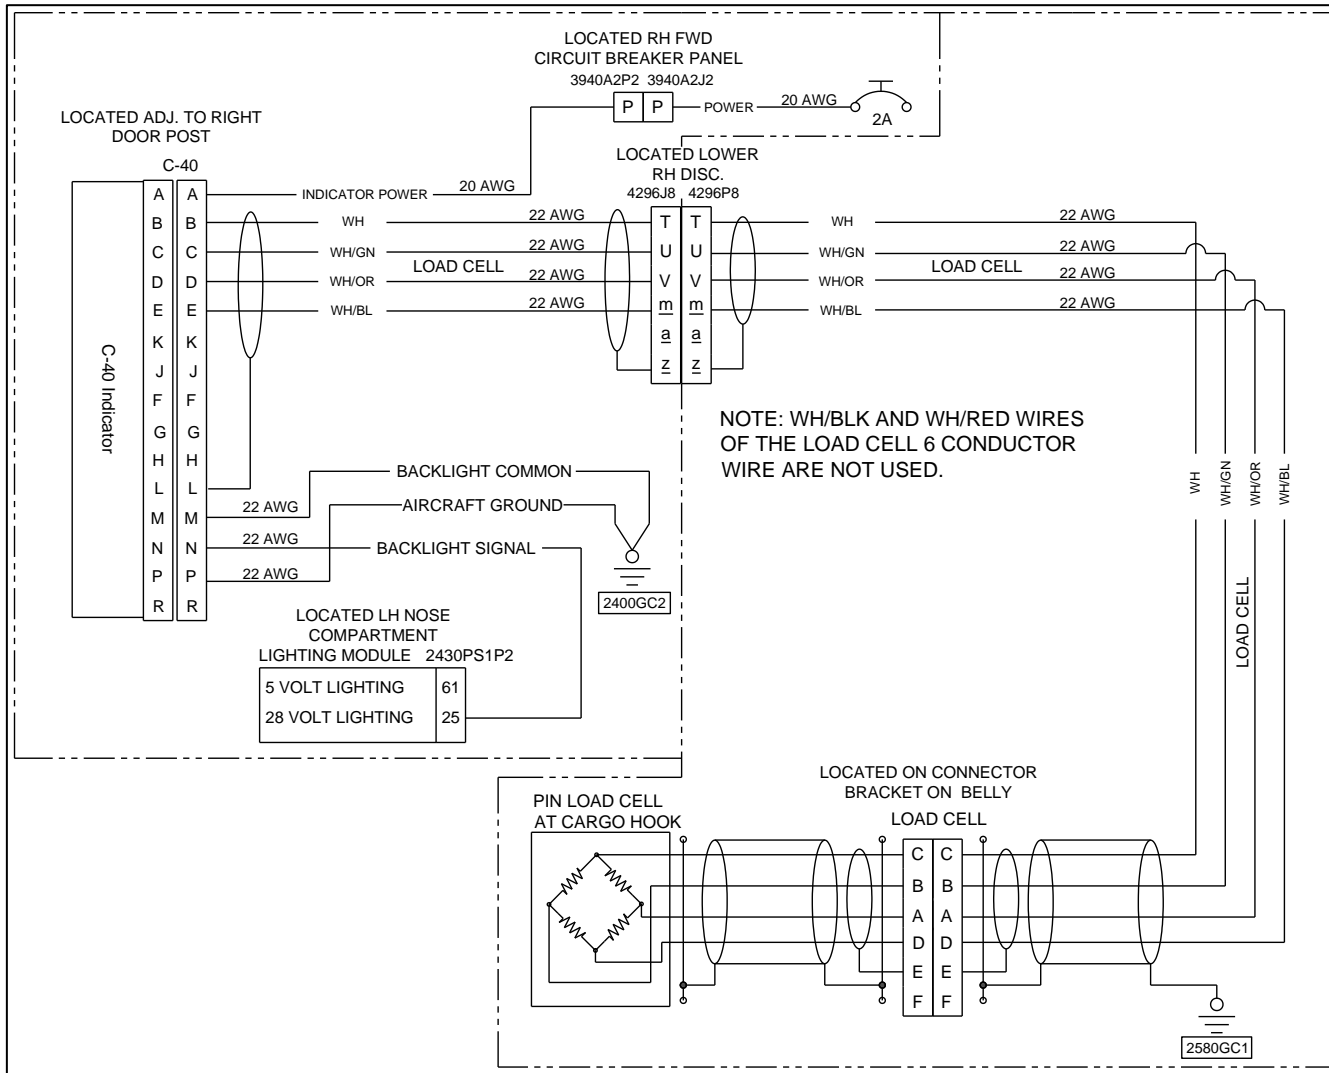 LOCATED RH FWD
CIRCUIT BREAKER PANEL
3940A2P2 3940A2J2
P P
POWER
20 AWG
2A
LOCATED ADJ. TO RIGHT
DOOR POST
C-40
C-40 Indicator
A A
B B
C C
D D
E E
K K
J J
F F
G G
H H
L L
M M
N N
P P
R R
INDICATOR POWER
20 AWG
WH
22 AWG
WH/GN
22 AWG
LOAD CELL
WH/OR
22 AWG
WH/BL
22 AWG
LOCATED LOWER
RH DISC.
4296J8 4296P8
T T
U U
V V
m m
a a
z z
WH
22 AWG
WH/GN
22 AWG
LOAD CELL
WH/OR
22 AWG
WH/BL
22 AWG
NOTE: WH/BLK AND WH/RED WIRES
OF THE LOAD CELL 6 CONDUCTOR
WIRE ARE NOT USED.
WH
WH/GN
WH/OR
WH/BL
LOAD CELL
BACKLIGHT COMMON
22 AWG
AIRCRAFT GROUND
22 AWG
BACKLIGHT SIGNAL
22 AWG
2400GC2
LOCATED LH NOSE
COMPARTMENT
LIGHTING MODULE 2430PS1P2
5 VOLT LIGHTING 61
28 VOLT LIGHTING 25
PIN LOAD CELL
AT CARGO HOOK
LOCATED ON CONNECTOR
BRACKET ON BELLY
LOAD CELL
C C
B B
A A
D D
E E
F F
2580GC1